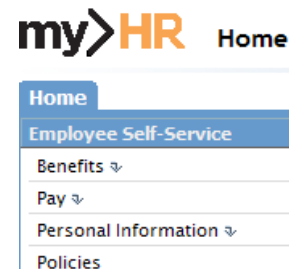 my>HR Home
Home
Employee Self-Service
Benefits
Pay
Personal Information
Policies